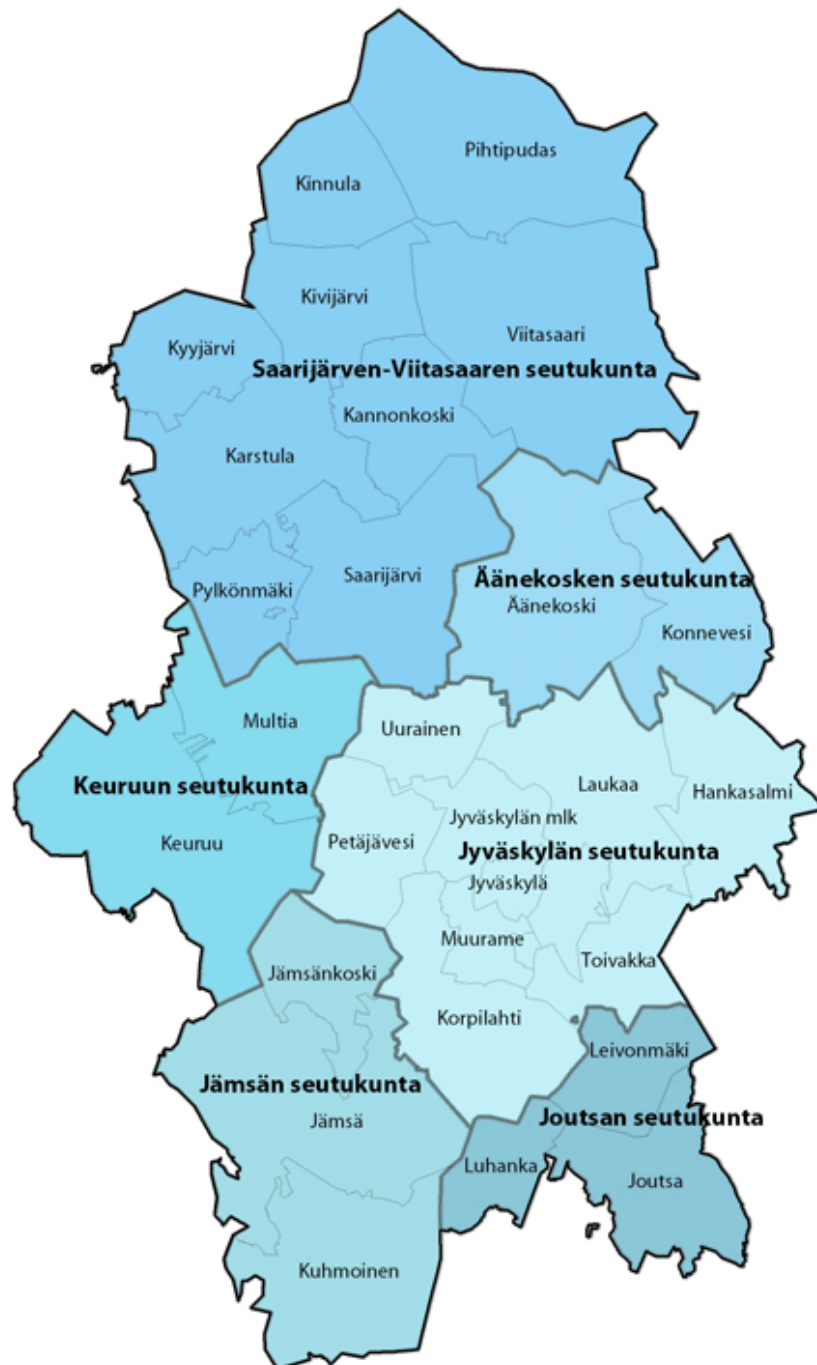 Pihtipudas
Kinnula
Kivijärvi
Viitasaari
Kyyjärvi
Saarijärven-Viitasaaren seutukunta
Kannonkoski
Karstula
Saarijärvi
Pylkönmäki
Äänekosken seutukunta
Äänekoski
Konnevesi
Multia
Uurainen
Keuruun seutukunta
Laukaa
Hankasalmi
Jyväskylän mlk
Keuruu
Petäjävesi
Jyväskylän seutukunta
Jyväskylä
Muurame
Toivakka
Jämsänkoski
Korpilahti
Leivonmäki
Jämsän seutukunta
Jämsä
Joutsan seutukunta
Luhanka
Joutsa
Kuhmoinen